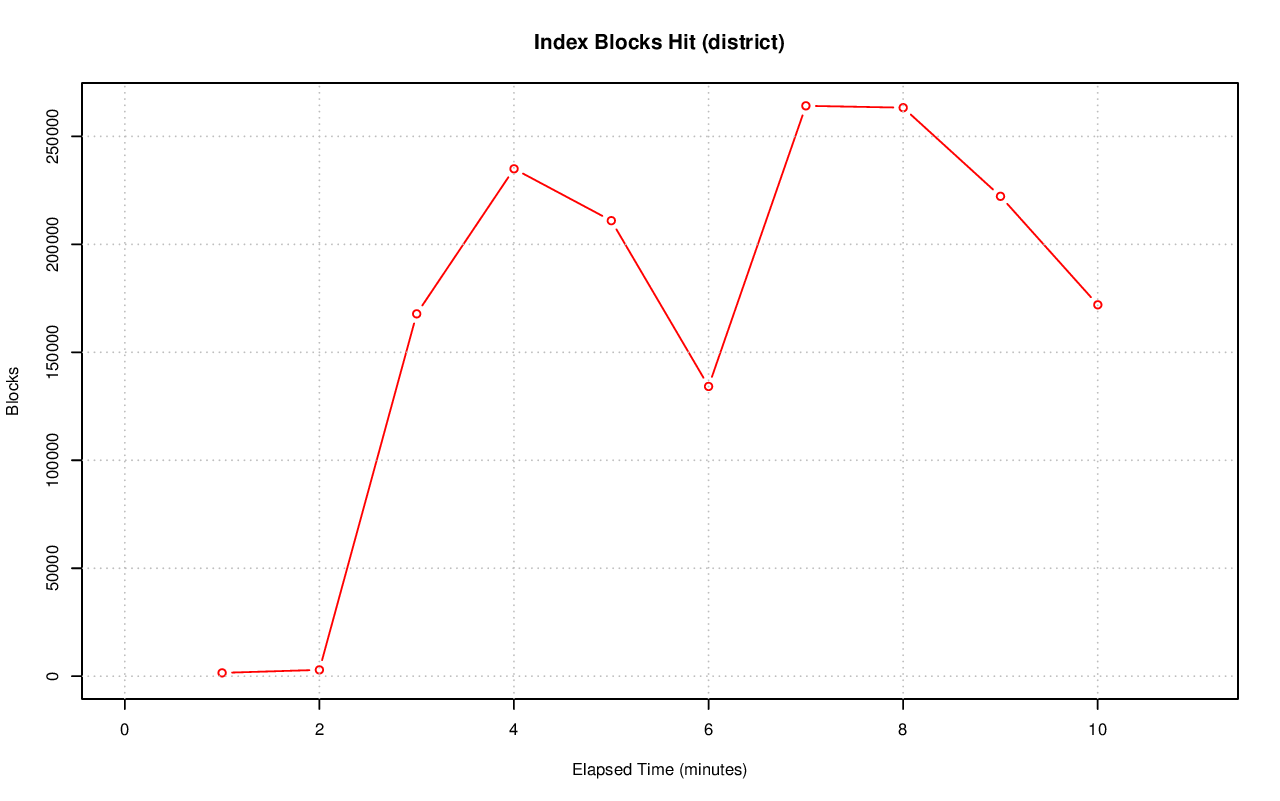 Index Blocks Hit (district)
Blocks
250000
200000
150000
100000
50000
0
0 2 4 6 8 10
Elapsed Time (minutes)